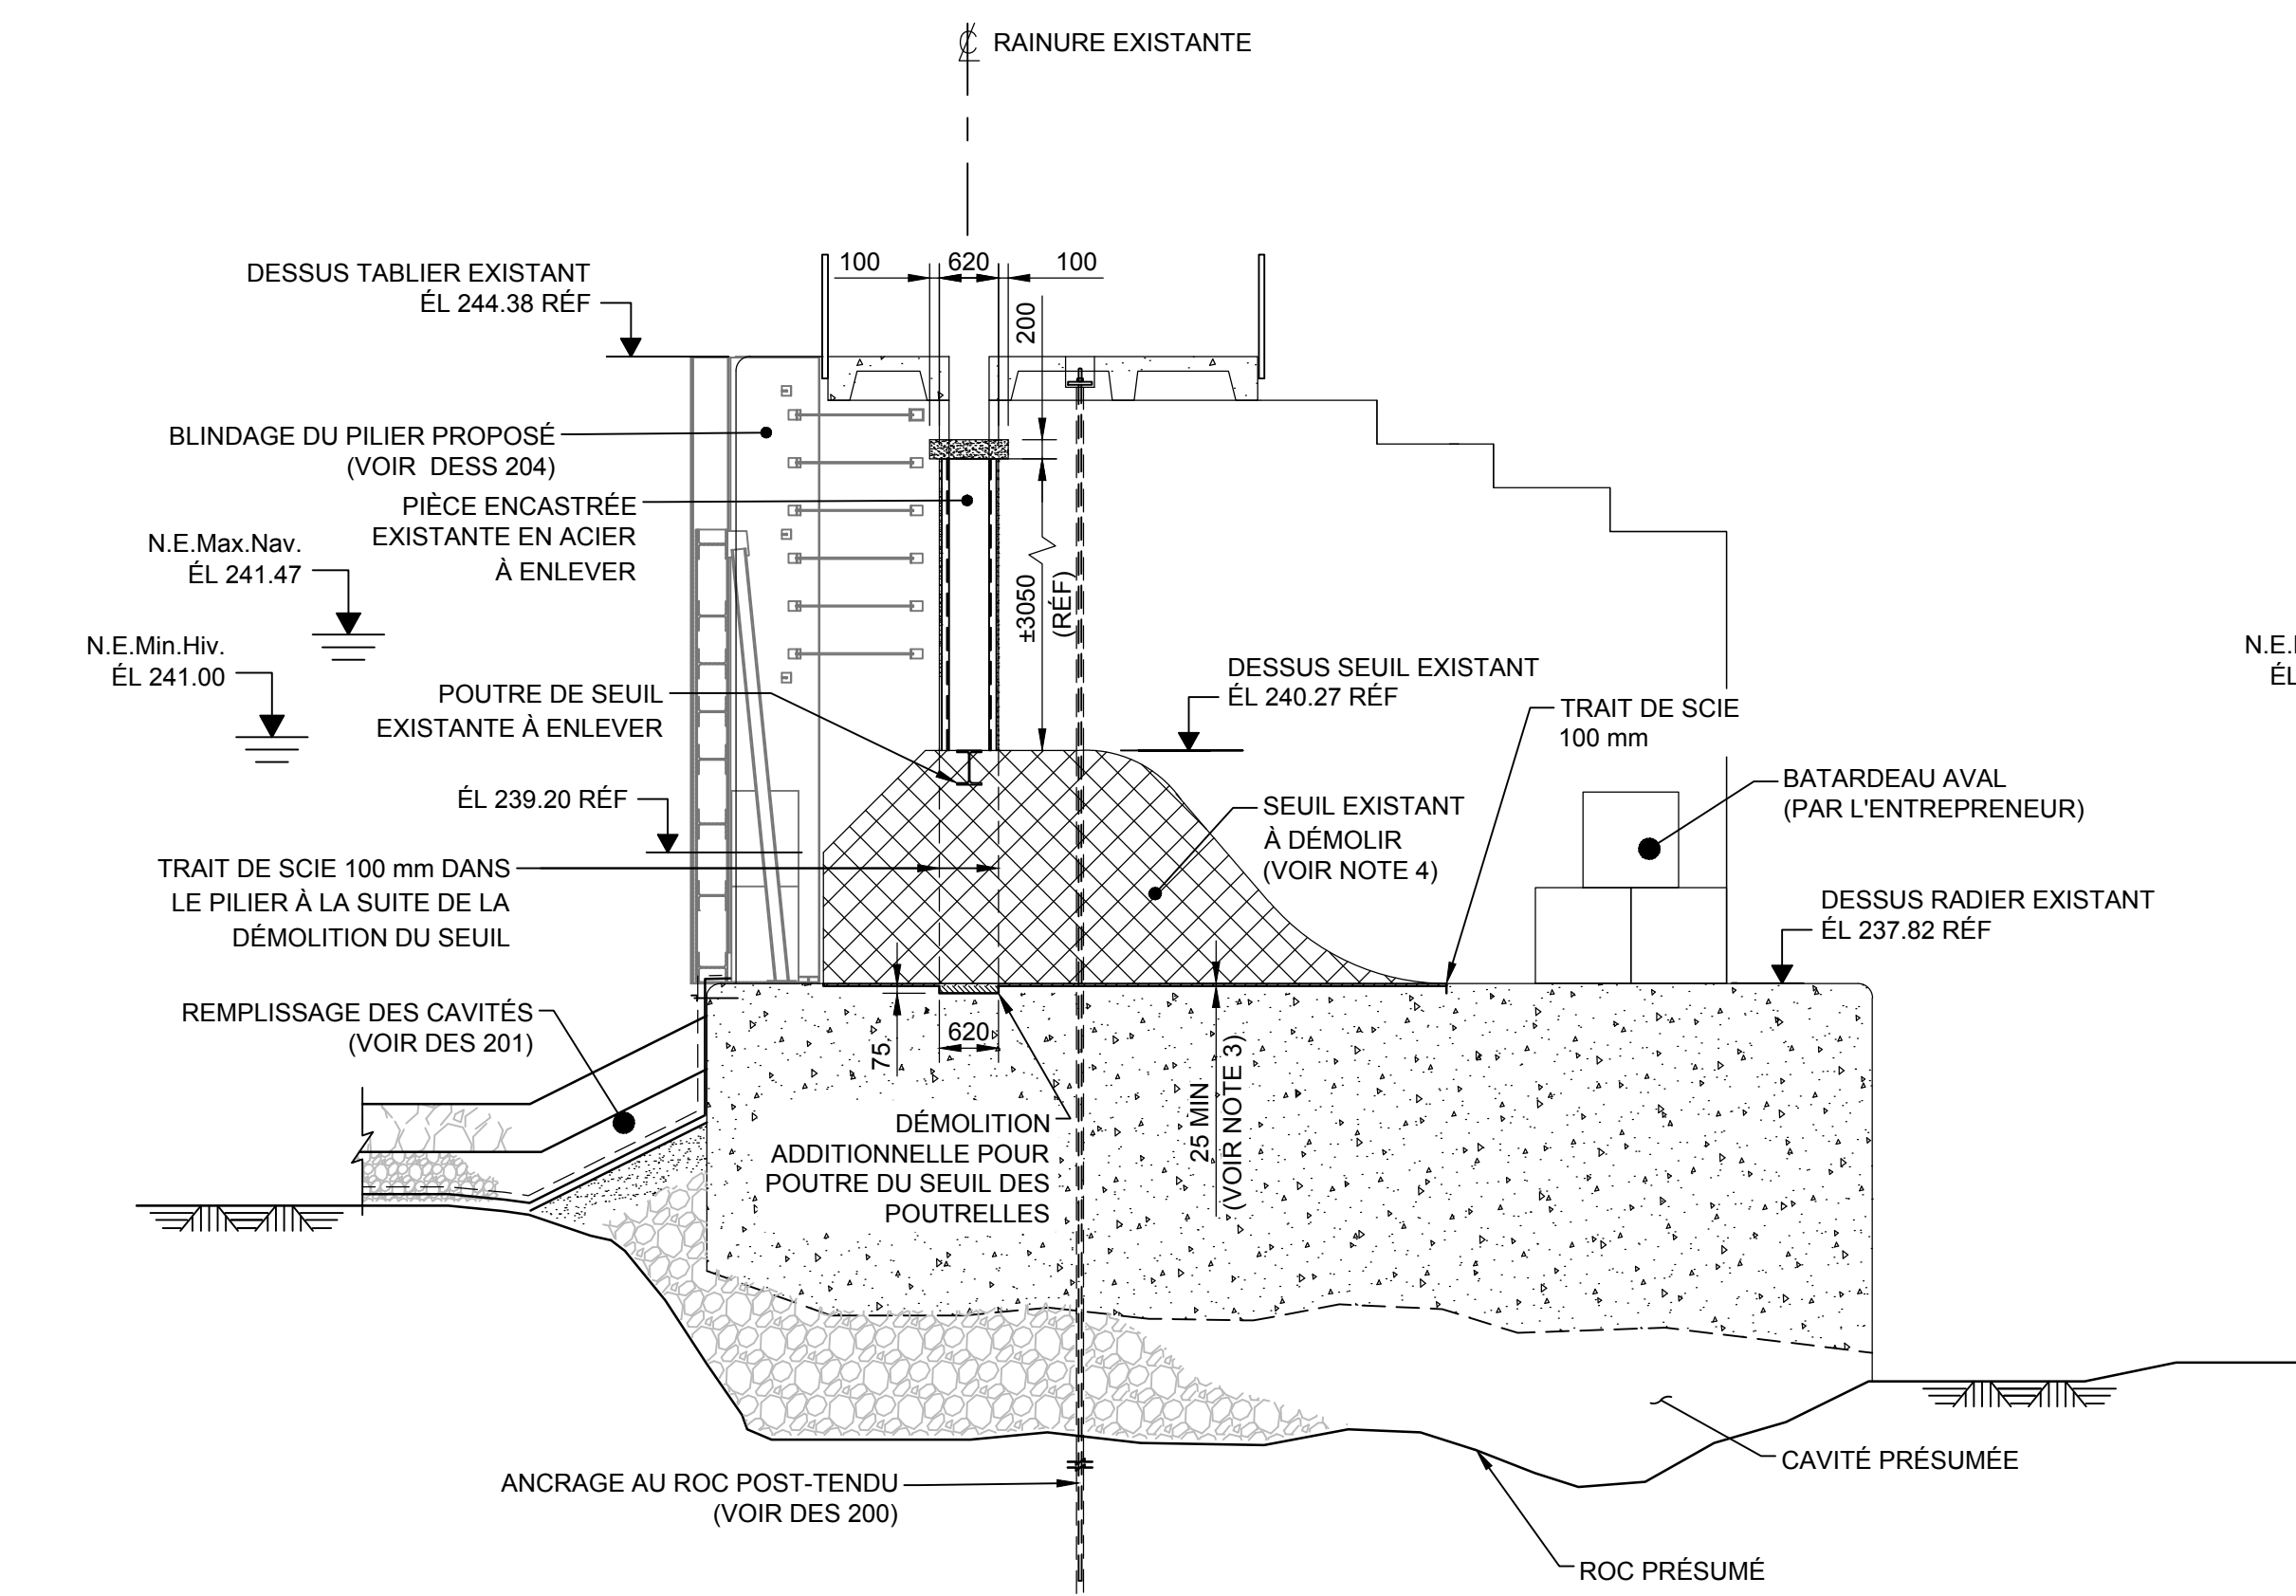 ℄ RAINURE EXISTANTE
100
620
100
200
DESSUS TABLIER EXISTANT
ÉL 244.38 RÉF
BLINDAGE DU PILIER PROPOSÉ
(VOIR DESS 204)
PIÈCE ENCASTRÉE
EXISTANTE EN ACIER
À ENLEVER
N.E.Max.Nav.
ÉL 241.47
N.E.Min.Hiv.
ÉL 241.00
±3050
(RÉF)
POUTRE DE SEUIL
EXISTANTE À ENLEVER
DESSUS SEUIL EXISTANT
ÉL 240.27 RÉF
TRAIT DE SCIE
100 mm
ÉL 239.20 RÉF
SEUIL EXISTANT
À DÉMOLIR
(VOIR NOTE 4)
BATARDEAU AVAL
(PAR L'ENTREPRENEUR)
TRAIT DE SCIE 100 mm DANS
LE PILIER À LA SUITE DE LA
DÉMOLITION DU SEUIL
DESSUS RADIER EXISTANT
ÉL 237.82 RÉF
REMPLISSAGE DES CAVITÉS
(VOIR DES 201)
75
620
25 MIN
(VOIR NOTE 3)
DÉMOLITION
ADDITIONNELLE POUR
POUTRE DU SEUIL DES
POUTRELLES
ANCRAGE AU ROC POST-TENDU
(VOIR DES 200)
CAVITÉ PRÉSUMÉE
ROC PRÉSUMÉ
N.E.
ÉL